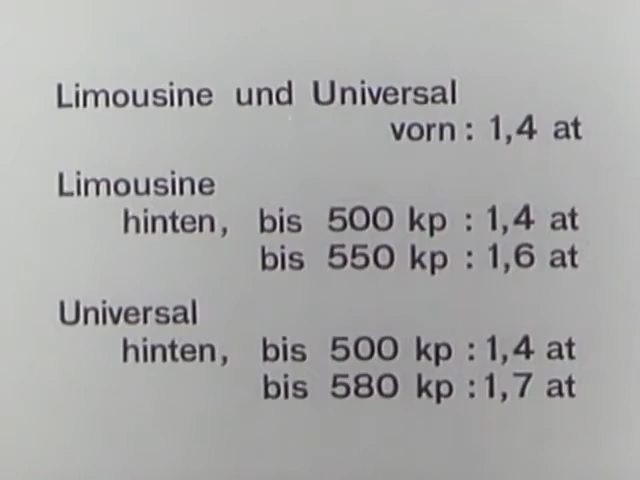 Limousine und Universal
vorn : 1,4 at
Limousine
hinten, bis 500 kp : 1,4 at
bis 550 kp : 1,6 at
Universal
hinten, bis 500 kp : 1,4 at
bis 580 kp : 1,7 at